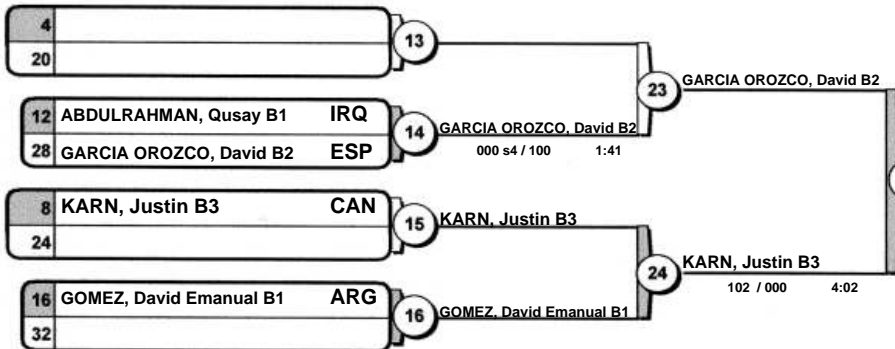 4
20
13
GARCIA OROZCO, David B2
23
12 ABDULRAHMAN, Qusay B1 IRQ
28 GARCIA OROZCO, David B2 ESP
14
GARCIA OROZCO, David B2
000 s4 / 100 1:41
8 KARN, Justin B3 CAN
24
15
KARN, Justin B3
24
KARN, Justin B3
102 / 000 4:02
16 GOMEZ, David Emanual B1 ARG
32
16
GOMEZ, David Emanual B1